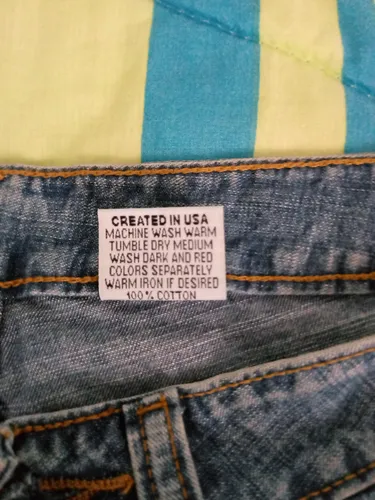 CREATED IN USA
MACHINE WASH WARM
TUMBLE DRY MEDIUM
WASH DARK AND RED
COLORS SEPARATELY
WARM IRON IF DESIRED
100% COTTON